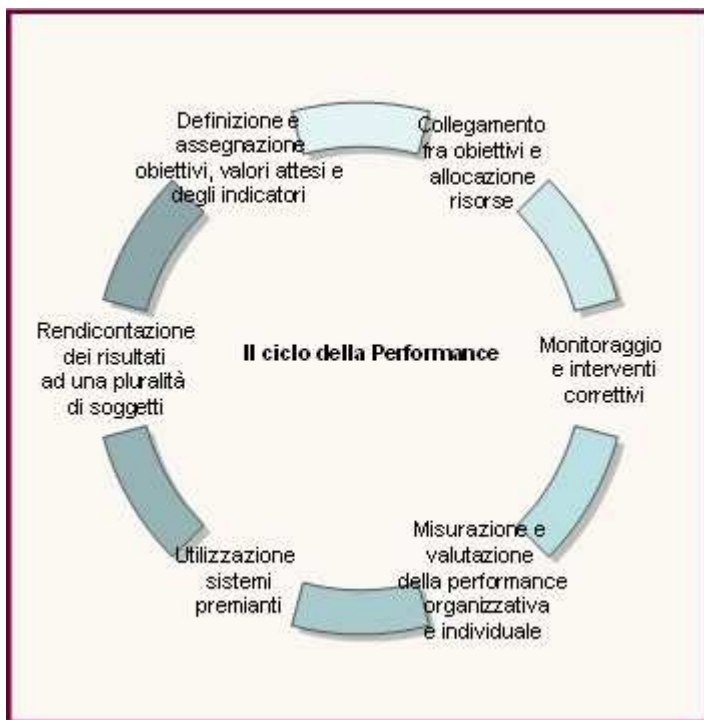 Definizione e
assegnazione
obiettivi, valori attesi e
degli indicatori
Collegamento
fra obiettivi e
allocazione
risorse
Monitoraggio
e interventi
correttivi
Misurazione e
valutazione
della performance
organizzativa
e individuale
Utilizzazione
sistemi
premianti
Rendicontazione
dei risultati
ad una pluralità
di soggetti
Il ciclo della Performance